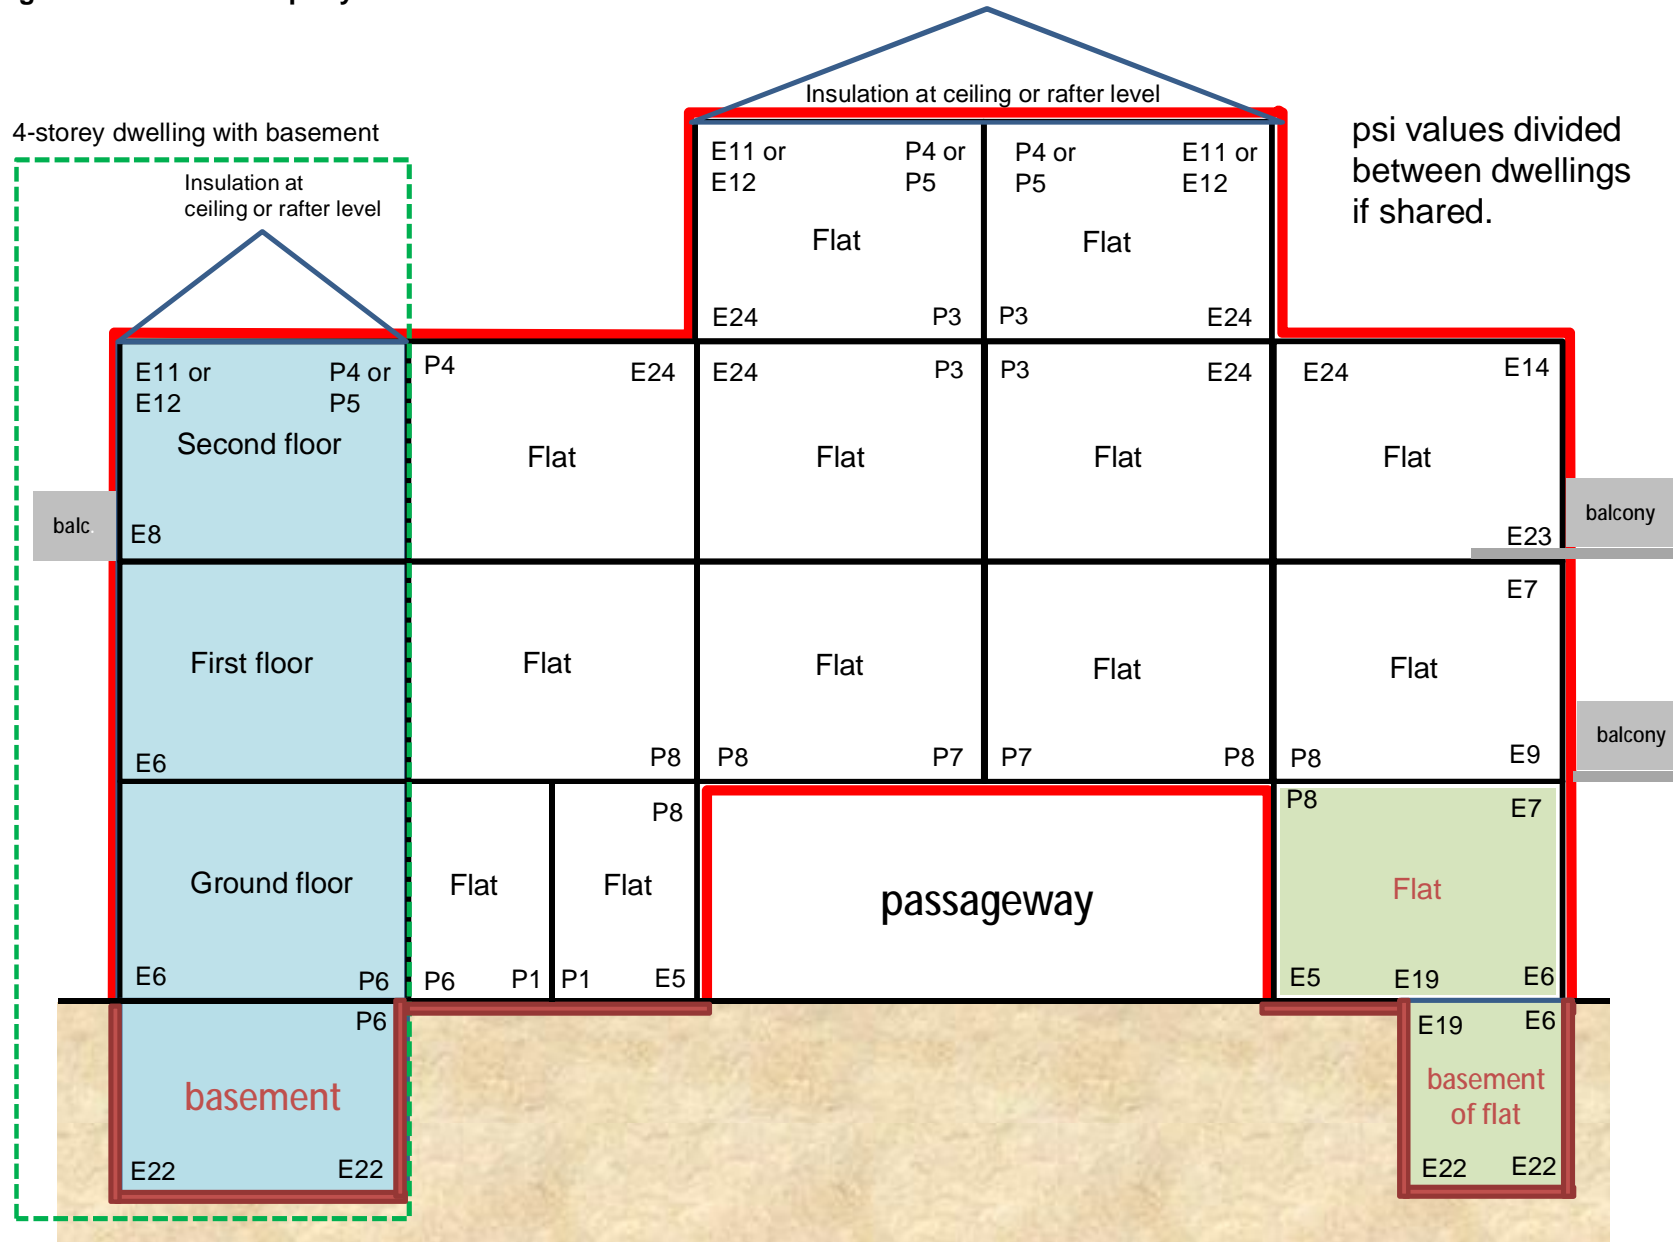 Insulation at ceiling or rafter level
4-storey dwelling with basement
psi values divided
between dwellings
if shared.
Insulation at
ceiling or rafter level
E11 or
E12
P4 or
P5
P4 or
P5
E11 or
E12
Flat
Flat
E24
P3
P3
E24
E11 or
E12
P4 or
P5
P4
E24
E24
P3
P3
E24
E24
E14
Second floor
Flat
Flat
Flat
Flat
balc.
balcony
E8
E23
E7
First floor
Flat
Flat
Flat
Flat
balcony
E6
P8
P8
P7
P7
P8
P8
E9
P8
P8
E7
Ground floor
Flat
Flat
passageway
Flat
E6
P6
P6
P1
P1
E5
E5
E19
E6
P6
E19
E6
basement
basement
of flat
E22
E22
E22
E22